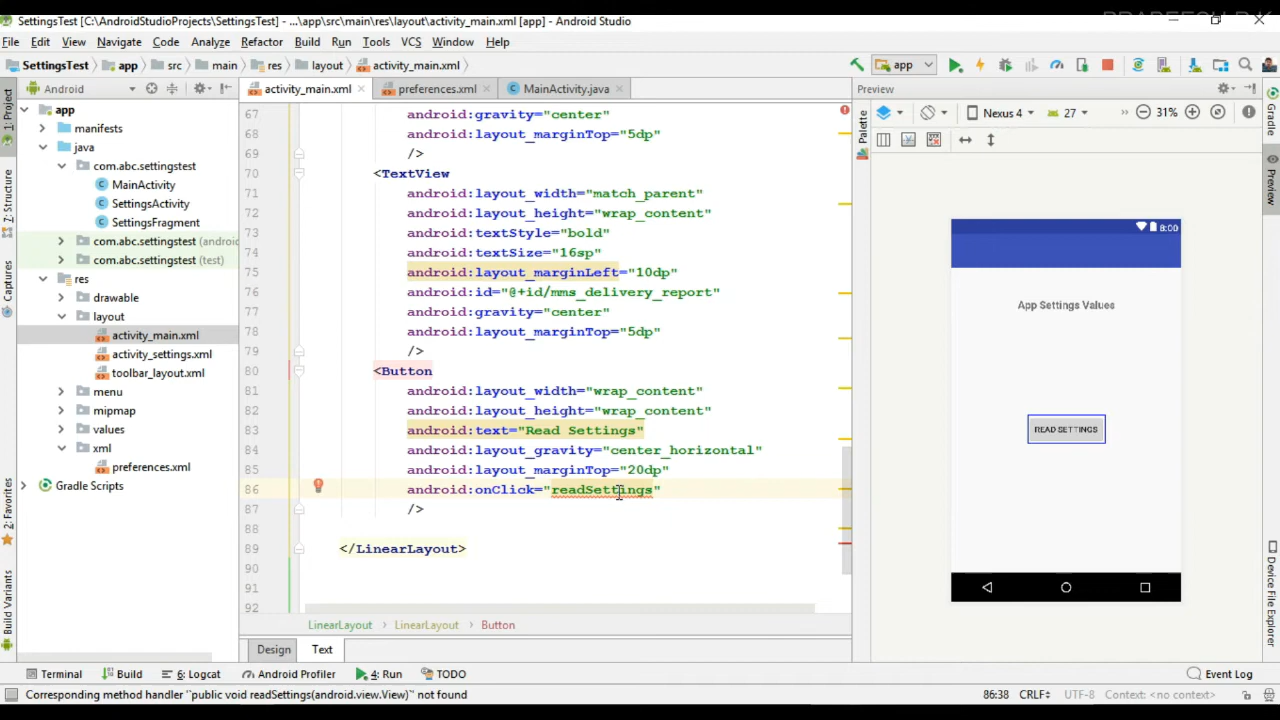 SettingsTest [C:\AndroidStudioProjects\SettingsTest] - ...\app\src\main\res\layout\activity_main.xml [app] - Android Studio
File Edit View Navigate Code Analyze Refactor Build Run Tools VCS Window Help
SettingsTest app src main res layout activity_main.xml app
Android activity_main.xml preferences.xml MainActivity.java Preview
1: Project
7: Structure
Captures
2: Favorites
Build Variants
app
manifests
java
com.abc.settingstest
MainActivity
SettingsActivity
SettingsFragment
com.abc.settingstest (android
com.abc.settingstest (test)
res
drawable
layout
activity_main.xml
activity_settings.xml
toolbar_layout.xml
menu
mipmap
values
xml
preferences.xml
Gradle Scripts
67 android:gravity="center"
68 android:layout_marginTop="5dp"
69 />
70 <TextView
71 android:layout_width="match_parent"
72 android:layout_height="wrap_content"
73 android:textStyle="bold"
74 android:textSize="16sp"
75 android:layout_marginLeft="10dp"
76 android:id="@+id/mms_delivery_report"
77 android:gravity="center"
78 android:layout_marginTop="5dp"
79 />
80 <Button
81 android:layout_width="wrap_content"
82 android:layout_height="wrap_content"
83 android:text="Read Settings"
84 android:layout_gravity="center_horizontal"
85 android:layout_marginTop="20dp"
86 android:onClick="readSettings"
87 />
88
89 </LinearLayout>
90
91
92
LinearLayout LinearLayout Button
Design Text
Palette
Nexus 4 27 31%
8:00
App Settings Values
READ SETTINGS
Gradle
Preview
Device File Explorer
Terminal Build 6: Logcat Android Profiler 4: Run TODO Event Log
Corresponding method handler '`public void readSettings(android.view.View)`' not found 86:38 CRLF UTF-8 Context: <no context>